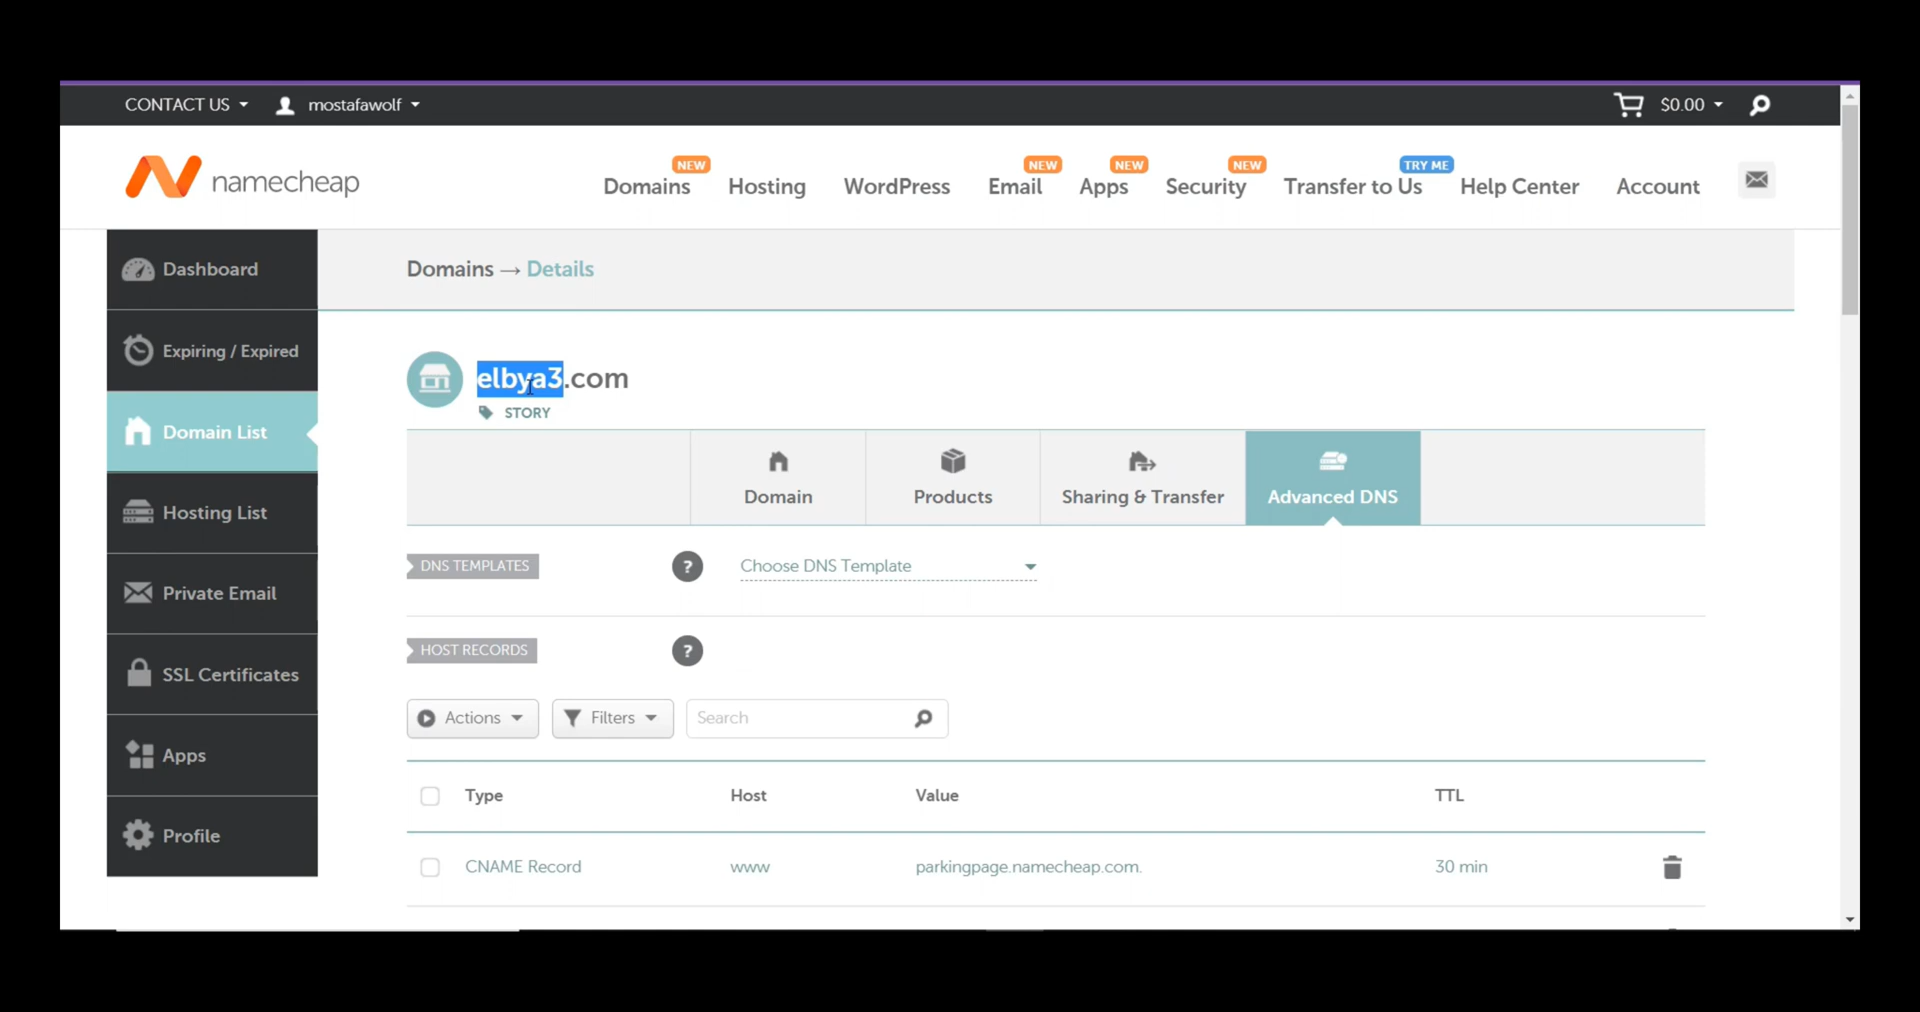 CONTACT US mostafawolf $0.00
namecheap
Domains NEW Hosting WordPress Email NEW Apps NEW Security NEW Transfer to Us TRY ME Help Center Account
Dashboard
Expiring / Expired
Domain List
Hosting List
Private Email
SSL Certificates
Apps
Profile
Domains → Details
elbya3.com
STORY
Domain Products Sharing & Transfer Advanced DNS
DNS TEMPLATES ? Choose DNS Template
HOST RECORDS ?
Actions Filters Search
Type Host Value TTL
CNAME Record www parkingpage.namecheap.com. 30 min